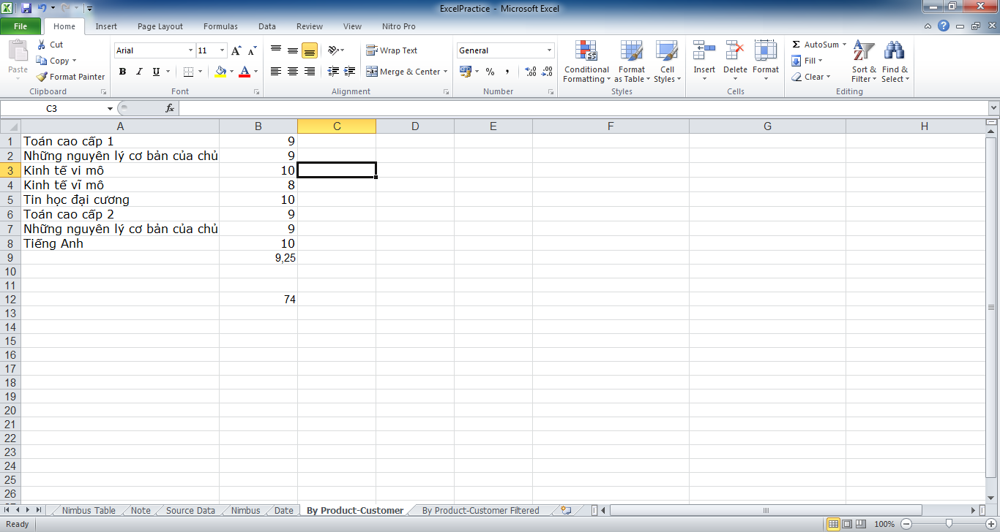 ExcelPractice - Microsoft Excel
File Home Insert Page Layout Formulas Data Review View Nitro Pro
Paste
Cut
Copy
Format Painter
Clipboard
Arial 11
B I U A
Font
Wrap Text
Merge & Center
Alignment
General
% ,
Number
Conditional Formatting
Format as Table
Cell Styles
Styles
Insert Delete Format
Cells
AutoSum
Fill
Clear
Sort & Filter
Find & Select
Editing
C3 fx
A B C D E F G H
1 Toán cao cấp 1 9
2 Những nguyên lý cơ bản của chủ 9
3 Kinh tế vi mô 10
4 Kinh tế vĩ mô 8
5 Tin học đại cương 10
6 Toán cao cấp 2 9
7 Những nguyên lý cơ bản của chủ 9
8 Tiếng Anh 10
9 9,25
10
11
12 74
13
14
15
16
17
18
19
20
21
22
23
24
25
26
Nimbus Table Note Source Data Nimbus Date By Product-Customer By Product-Customer Filtered
Ready 100%